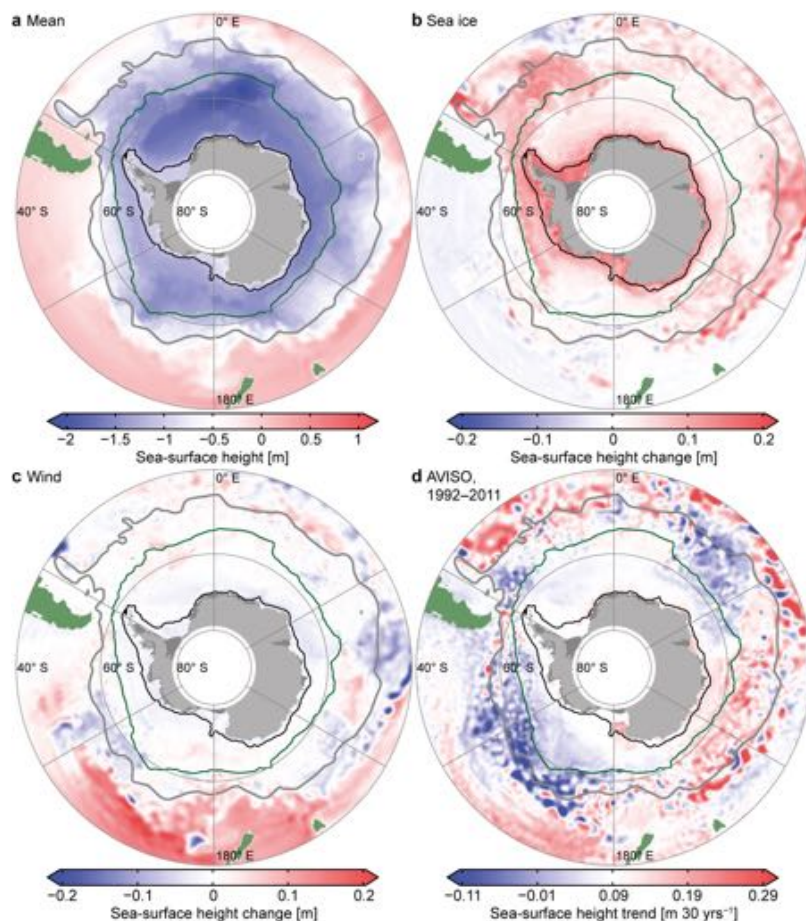 a Mean
0° E
40° S
60° S
80° S
180° E
−2 −1.5 −1 −0.5 0 0.5 1
Sea-surface height [m]
b Sea ice
0° E
40° S
60° S
80° S
180° E
−0.2 −0.1 0 0.1 0.2
Sea-surface height change [m]
c Wind
0° E
40° S
60° S
80° S
180° E
−0.2 −0.1 0 0.1 0.2
Sea-surface height change [m]
d AVISO,
1992–2011
0° E
40° S
60° S
80° S
180° E
−0.11 −0.01 0.09 0.19 0.29
Sea-surface height trend [m 30 yrs⁻¹]